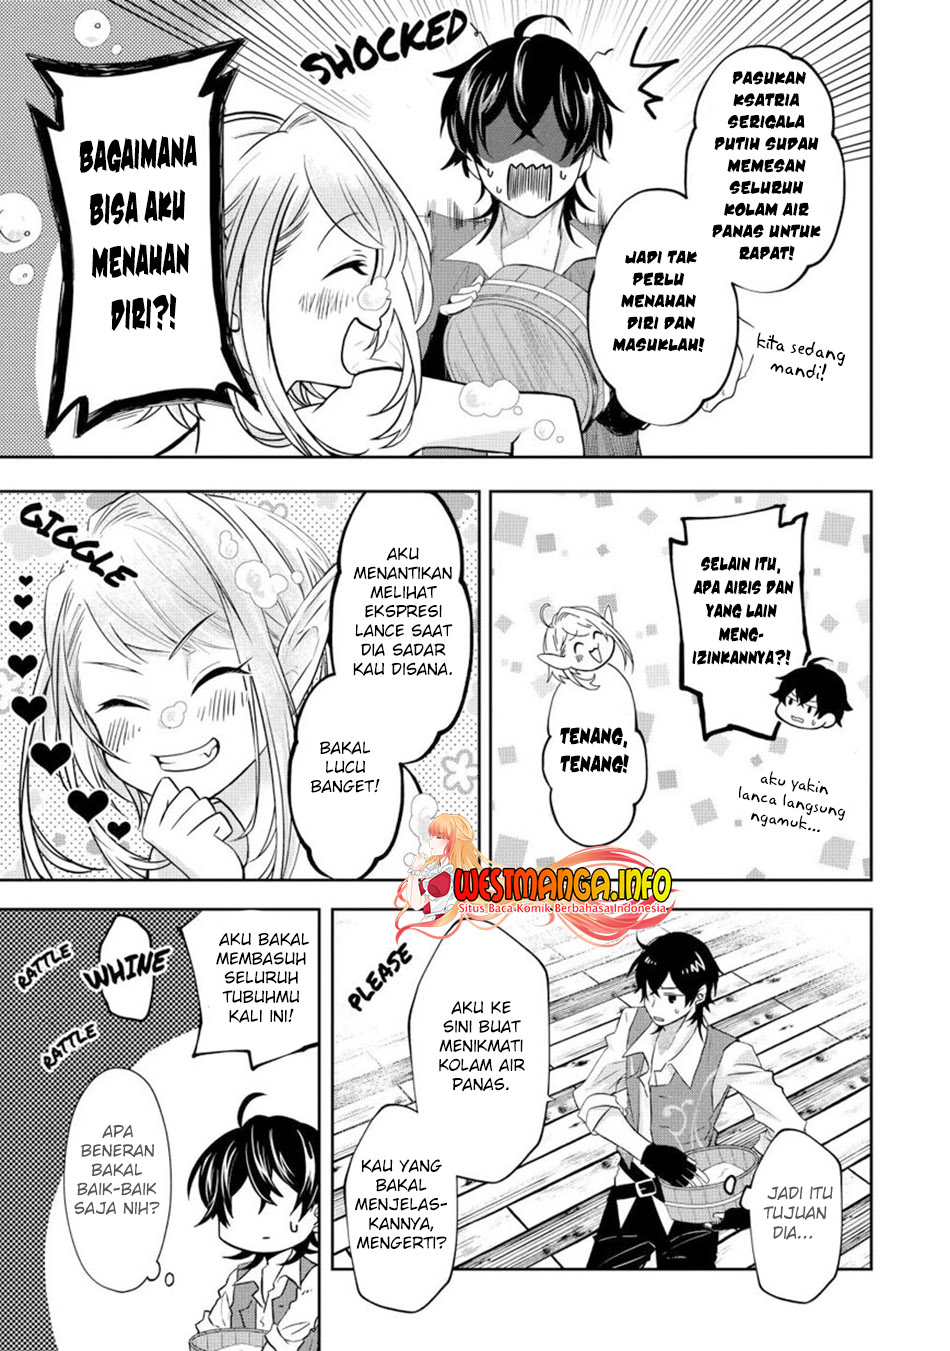 SHOCKED
PASUKAN
KSATRIA
SERIGALA
PUTIH SUDAH
MEMESAN
SELURUH
KOLAM AIR
PANAS UNTUK
RAPAT!
JADI TAK
PERLU
MENAHAN
DIRI DAN
MASUKLAH!
kita sedang
mandi!
BAGAIMANA
BISA AKU
MENAHAN
DIRI?!
SELAIN ITU,
APA AIRIS DAN
YANG LAIN
MENG-
IZINKANNYA?!
TENANG,
TENANG!
aku yakin
lanca langsung
ngamuk...
GIGGLE
AKU
MENANTIKAN
MELIHAT
EKSPRESI
LANCE SAAT
DIA SADAR
KAU DISANA.
BAKAL
LUCU
BANGET!
WESTMANGA.INFO
Situs Baca Komik Berbahasa Indonesia
PLEASE
AKU KE
SINI BUAT
MENIKMATI
KOLAM AIR
PANAS.
KAU YANG
BAKAL
MENJELAS-
KANNYA,
MENGERTI?
JADI ITU
TUJUAN
DIA...
AKU BAKAL
MEMBASUH
SELURUH
TUBUHMU
KALI INI!
WHINE
RATTLE
RATTLE
APA
BENERAN
BAKAL
BAIK-BAIK
SAJA NIH?